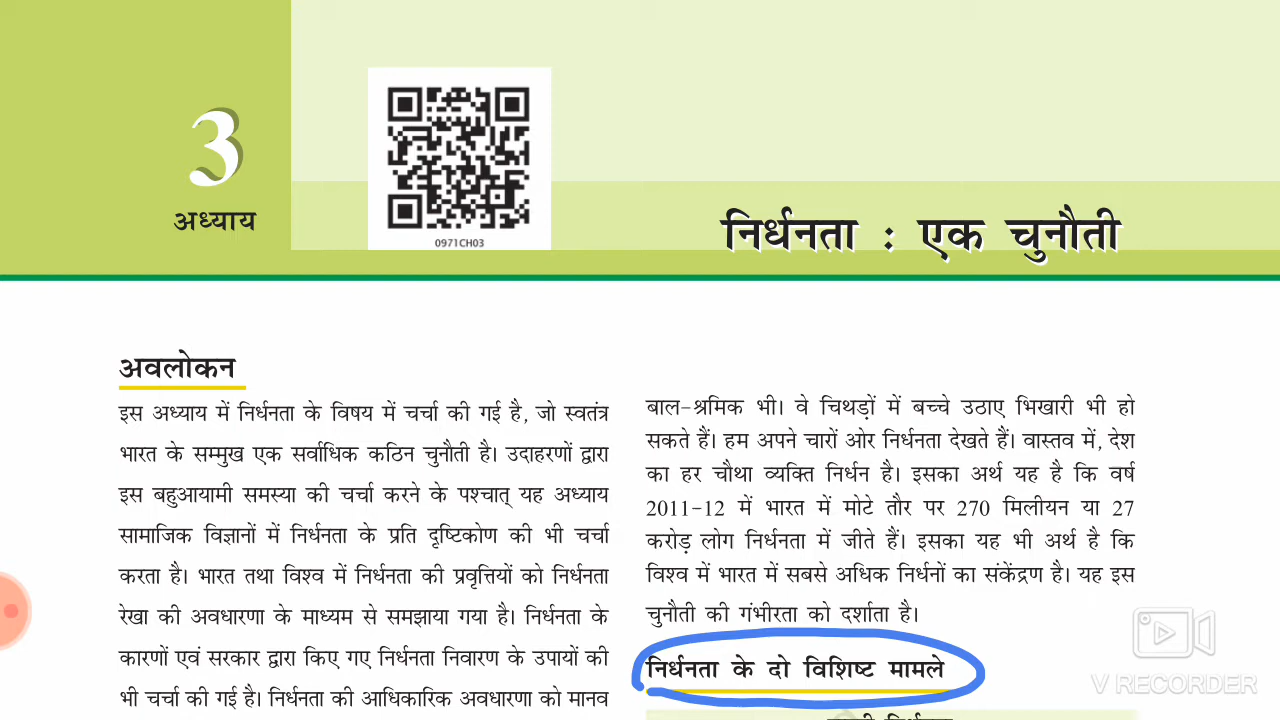 3
अध्याय
0971CH03
निर्धनता : एक चुनौती
अवलोकन
इस अध्याय में निर्धनता के विषय में चर्चा की गई है, जो स्वतंत्र
भारत के सम्मुख एक सर्वाधिक कठिन चुनौती है। उदाहरणों द्वारा
इस बहुआयामी समस्या की चर्चा करने के पश्चात् यह अध्याय
सामाजिक विज्ञानों में निर्धनता के प्रति दृष्टिकोण की भी चर्चा
करता है। भारत तथा विश्व में निर्धनता की प्रवृत्तियों को निर्धनता
रेखा की अवधारणा के माध्यम से समझाया गया है। निर्धनता के
कारणों एवं सरकार द्वारा किए गए निर्धनता निवारण के उपायों की
भी चर्चा की गई है। निर्धनता की आधिकारिक अवधारणा को मानव
बाल-श्रमिक भी। वे चिथड़ों में बच्चे उठाए भिखारी भी हो
सकते हैं। हम अपने चारों ओर निर्धनता देखते हैं। वास्तव में, देश
का हर चौथा व्यक्ति निर्धन है। इसका अर्थ यह है कि वर्ष
2011-12 में भारत में मोटे तौर पर 270 मिलीयन या 27
करोड़ लोग निर्धनता में जीते हैं। इसका यह भी अर्थ है कि
विश्व में भारत में सबसे अधिक निर्धनों का संकेंद्रण है। यह इस
चुनौती की गंभीरता को दर्शाता है।
निर्धनता के दो विशिष्ट मामले
V RECORDER